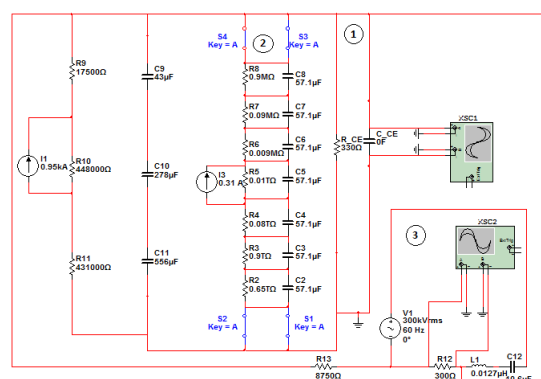 S4
Key = A
S3
Key = A
2
1
R9
17500Ω
C9
43µF
R8
0.9MΩ
C8
57.1µF
R7
0.09MΩ
C7
57.1µF
R6
0.009MΩ
C6
57.1µF
R_CE
330Ω
C_CE
0F
XSC1
I1
0.95kA
R10
448000Ω
C10
278µF
I3
0.31 A
R5
0.01TΩ
C5
57.1µF
R4
0.08TΩ
C4
57.1µF
R3
0.9TΩ
C3
57.1µF
R2
0.65TΩ
C2
57.1µF
R11
431000Ω
C11
556µF
S2
Key = A
S1
Key = A
3
XSC2
V1
300kVrms
60 Hz
0°
R13
8750Ω
R12
300Ω
L1
0.0127µH
C12